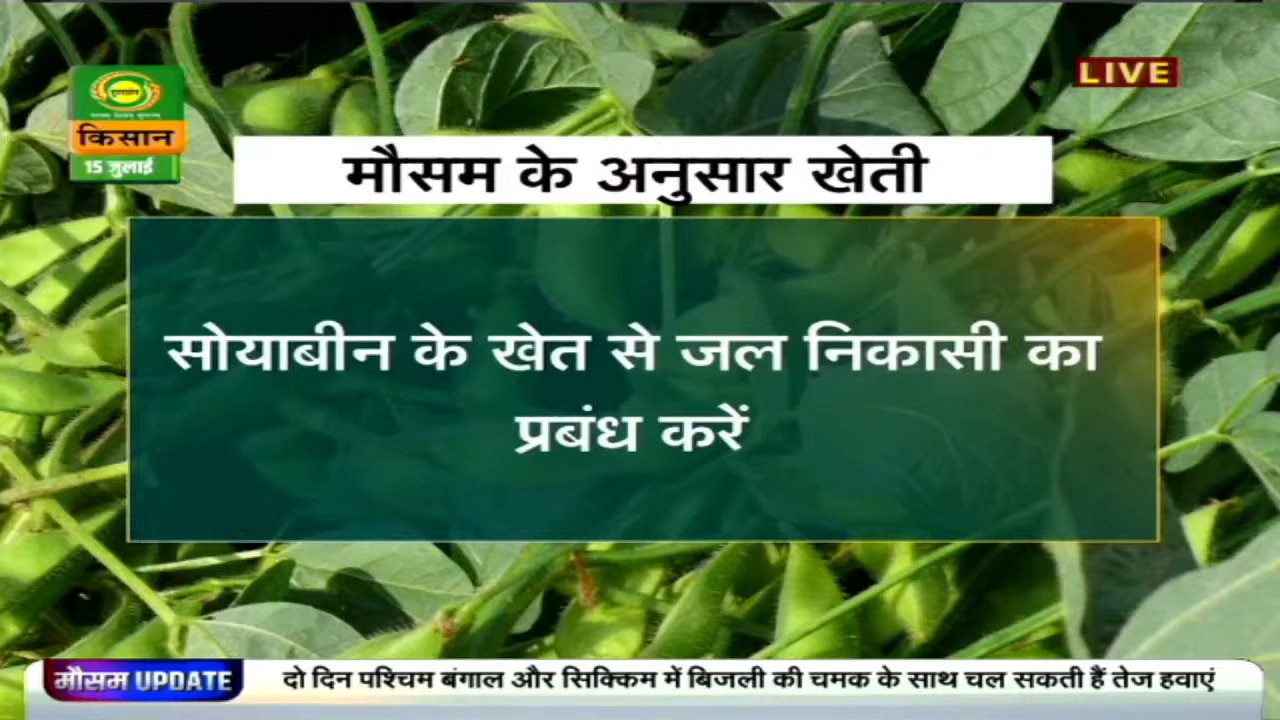 LIVE
किसान
15 जुलाई
मौसम के अनुसार खेती
सोयाबीन के खेत से जल निकासी का
प्रबंध करें
मौसम UPDATE
दो दिन पश्चिम बंगाल और सिक्किम में बिजली की चमक के साथ चल सकती हैं तेज हवाएं